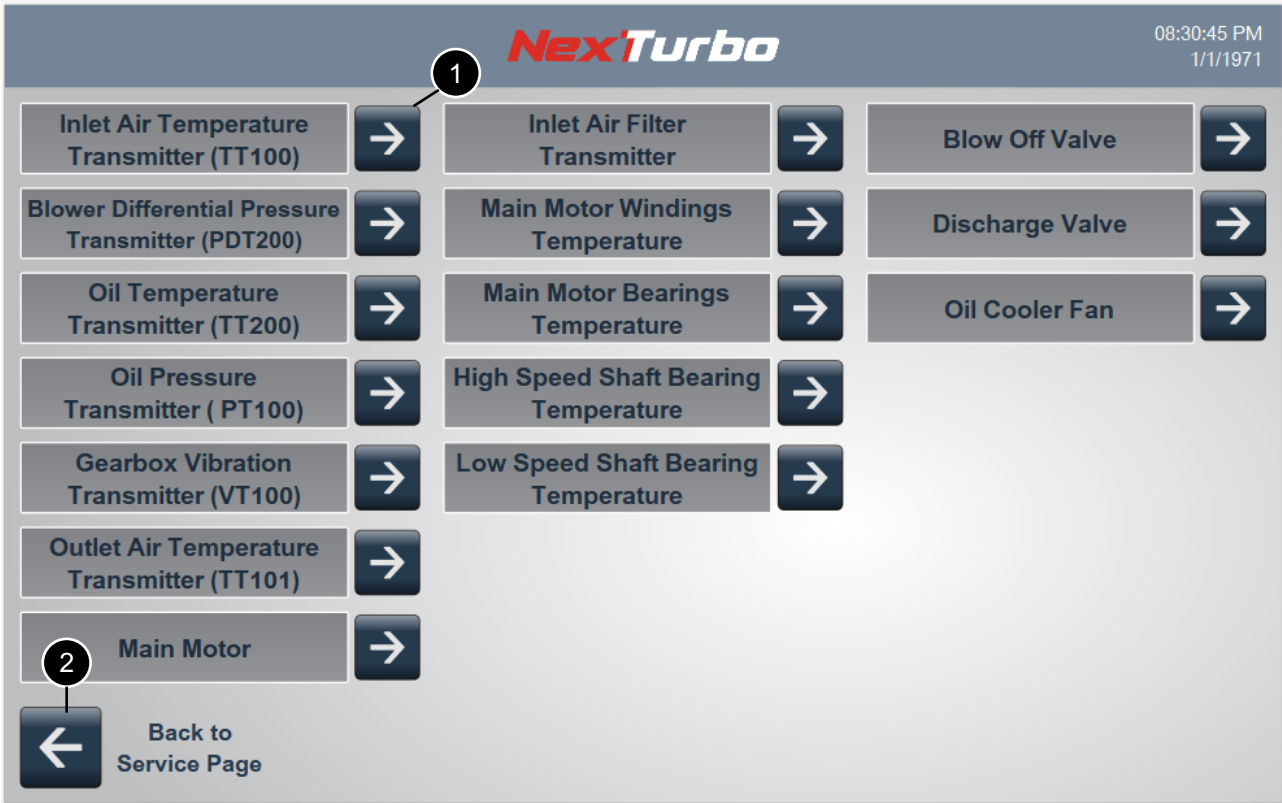 NexTurbo
08:30:45 PM
1/1/1971
1
Inlet Air Temperature
Transmitter (TT100)
Blower Differential Pressure
Transmitter (PDT200)
Oil Temperature
Transmitter (TT200)
Oil Pressure
Transmitter ( PT100)
Gearbox Vibration
Transmitter (VT100)
Outlet Air Temperature
Transmitter (TT101)
Main Motor
Inlet Air Filter
Transmitter
Main Motor Windings
Temperature
Main Motor Bearings
Temperature
High Speed Shaft Bearing
Temperature
Low Speed Shaft Bearing
Temperature
Blow Off Valve
Discharge Valve
Oil Cooler Fan
2
Back to
Service Page